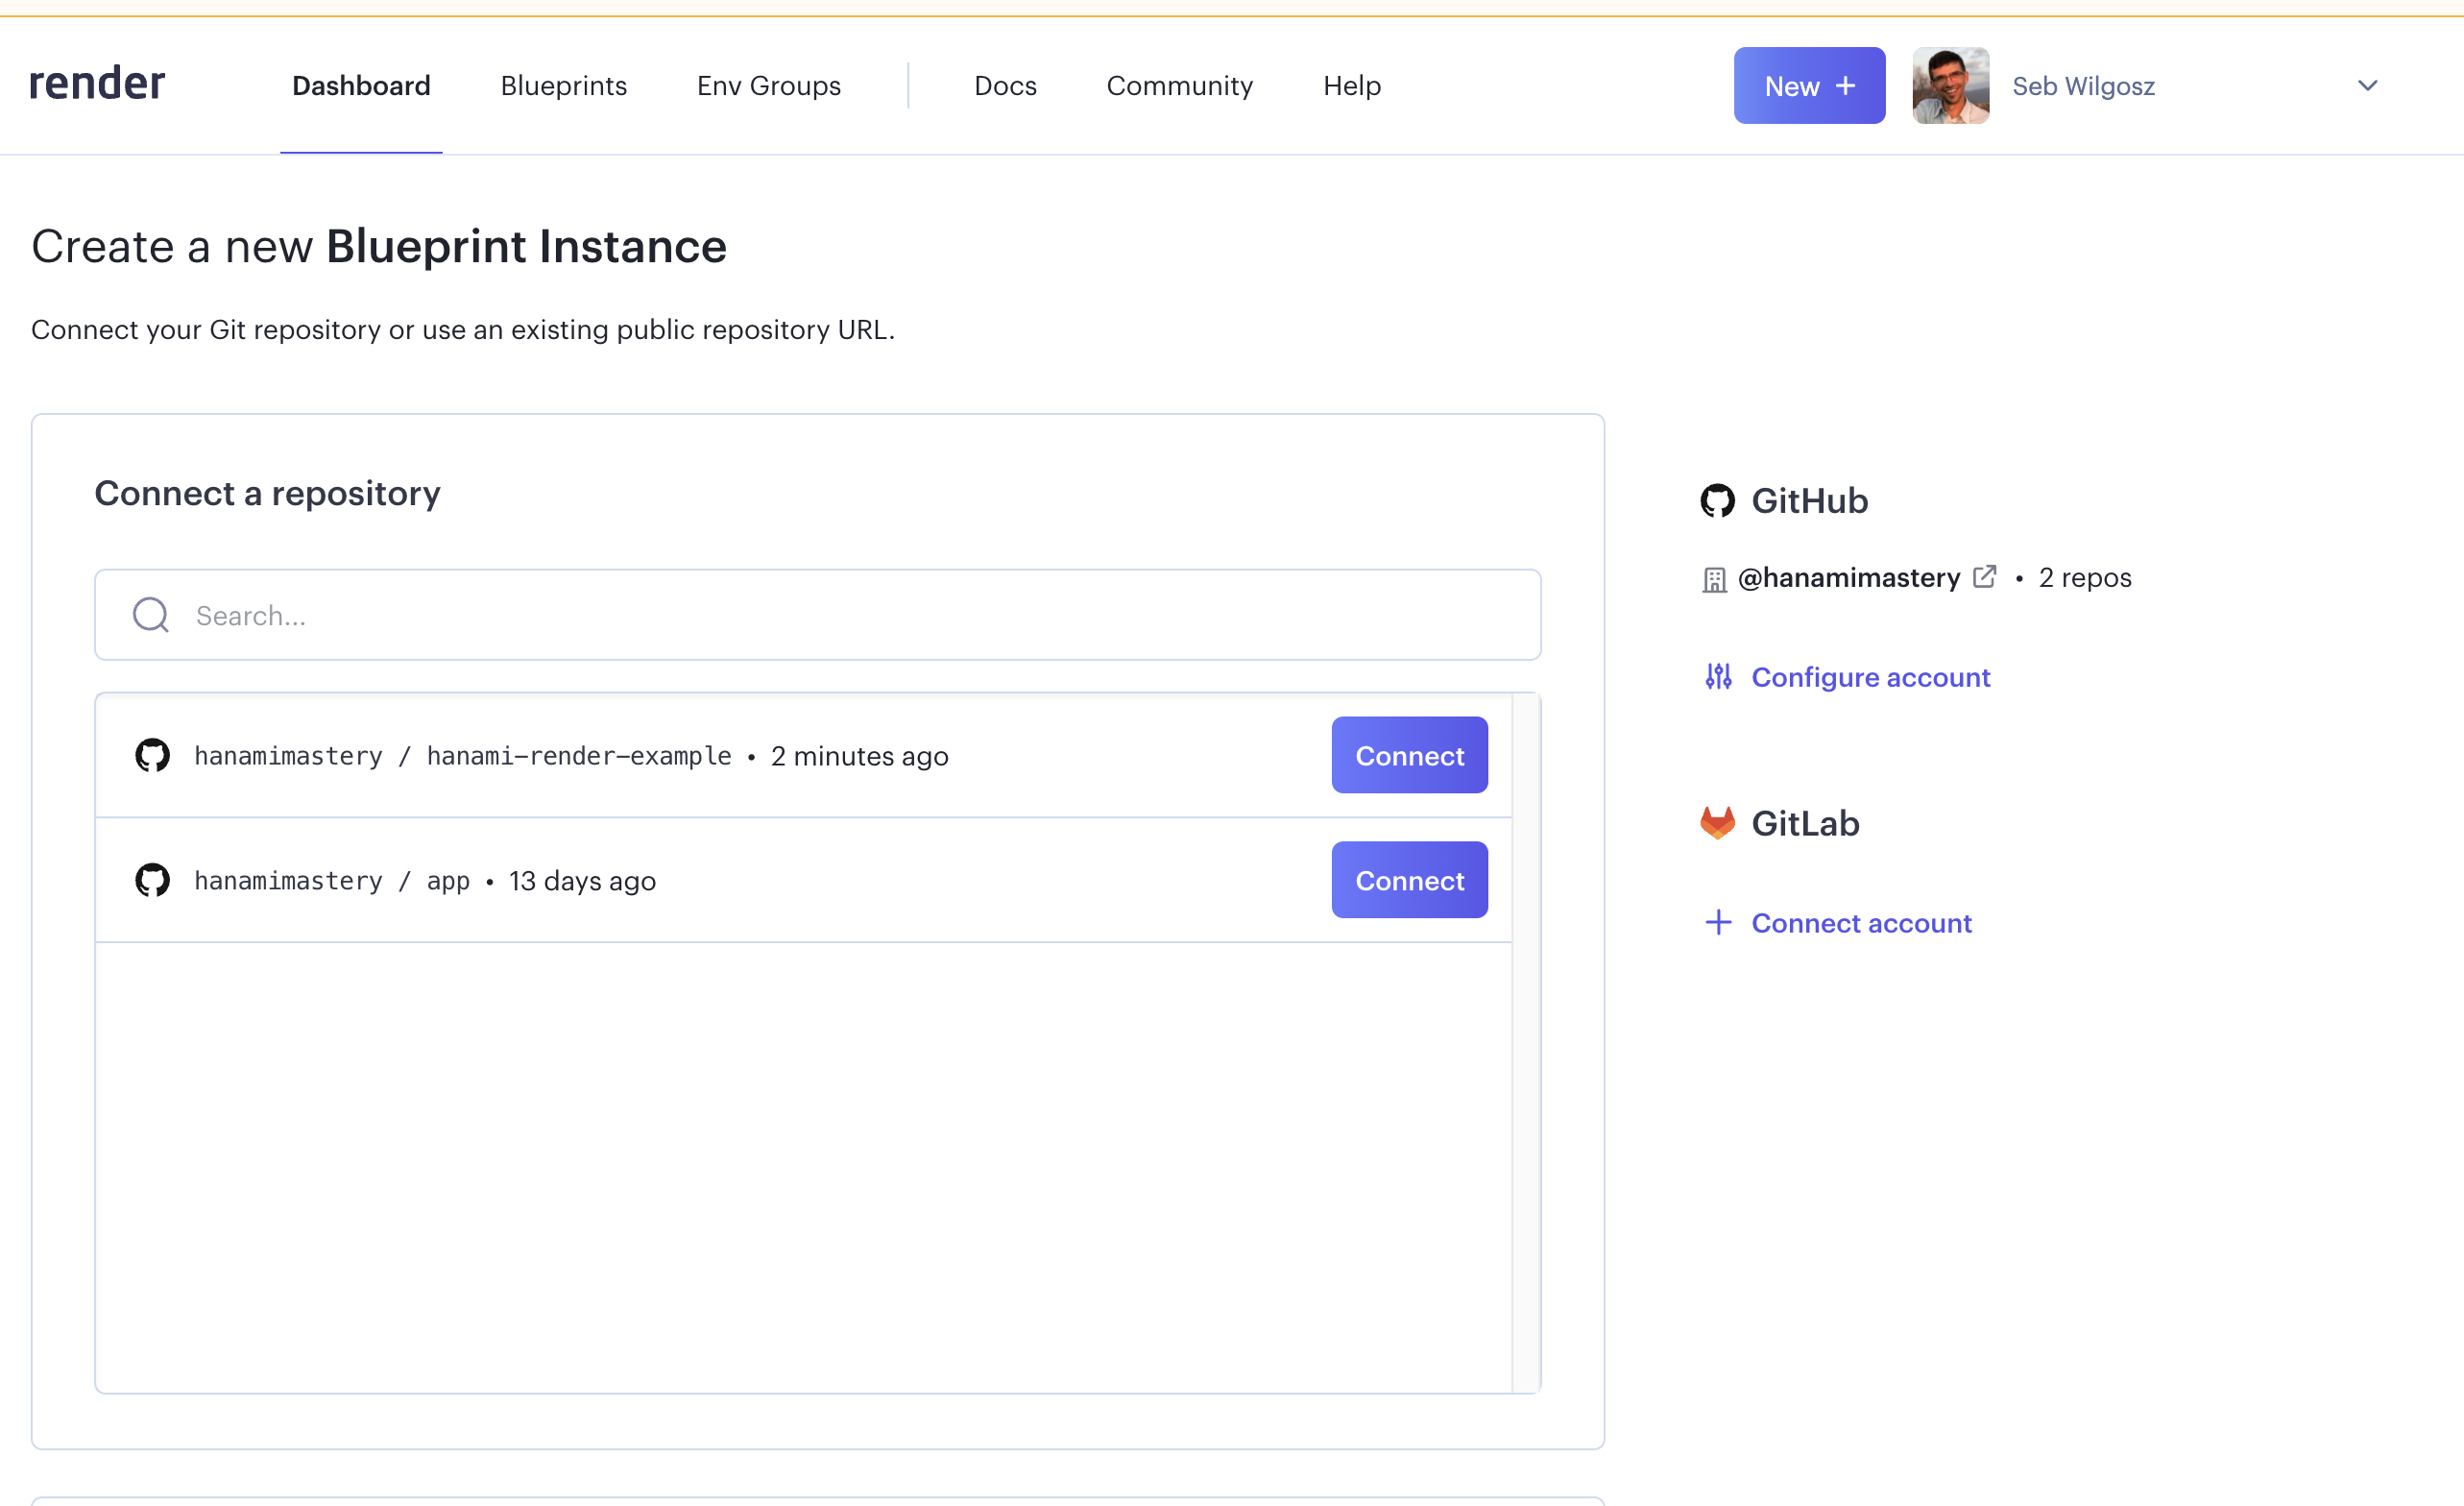 render Dashboard Blueprints Env Groups Docs Community Help New + Seb Wilgosz
Create a new Blueprint Instance
Connect your Git repository or use an existing public repository URL.
Connect a repository
Search...
hanamimastery / hanami-render-example • 2 minutes ago Connect
hanamimastery / app • 13 days ago Connect
GitHub
@hanamimastery • 2 repos
Configure account
GitLab
Connect account